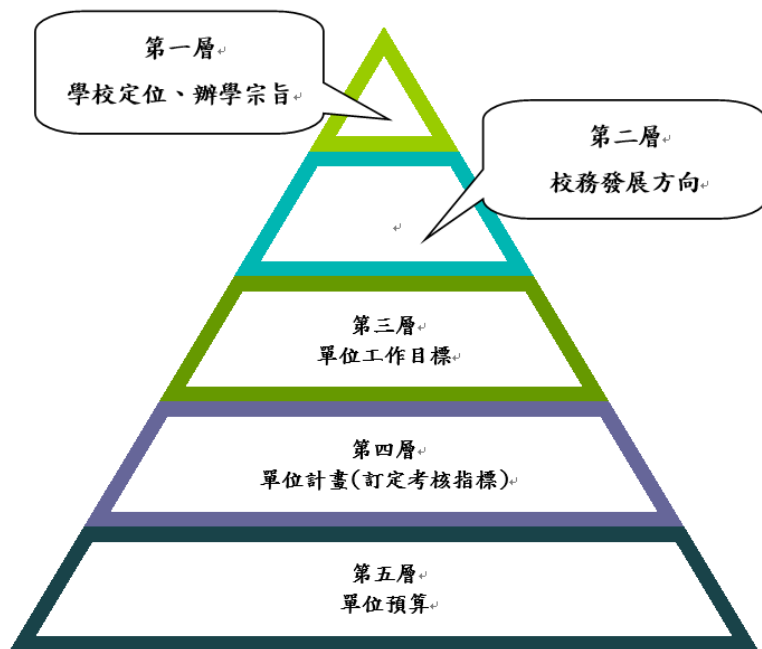 第一層
學校定位、辦學宗旨
第二層
校務發展方向
第三層
單位工作目標
第四層
單位計畫(訂定考核指標)
第五層
單位預算